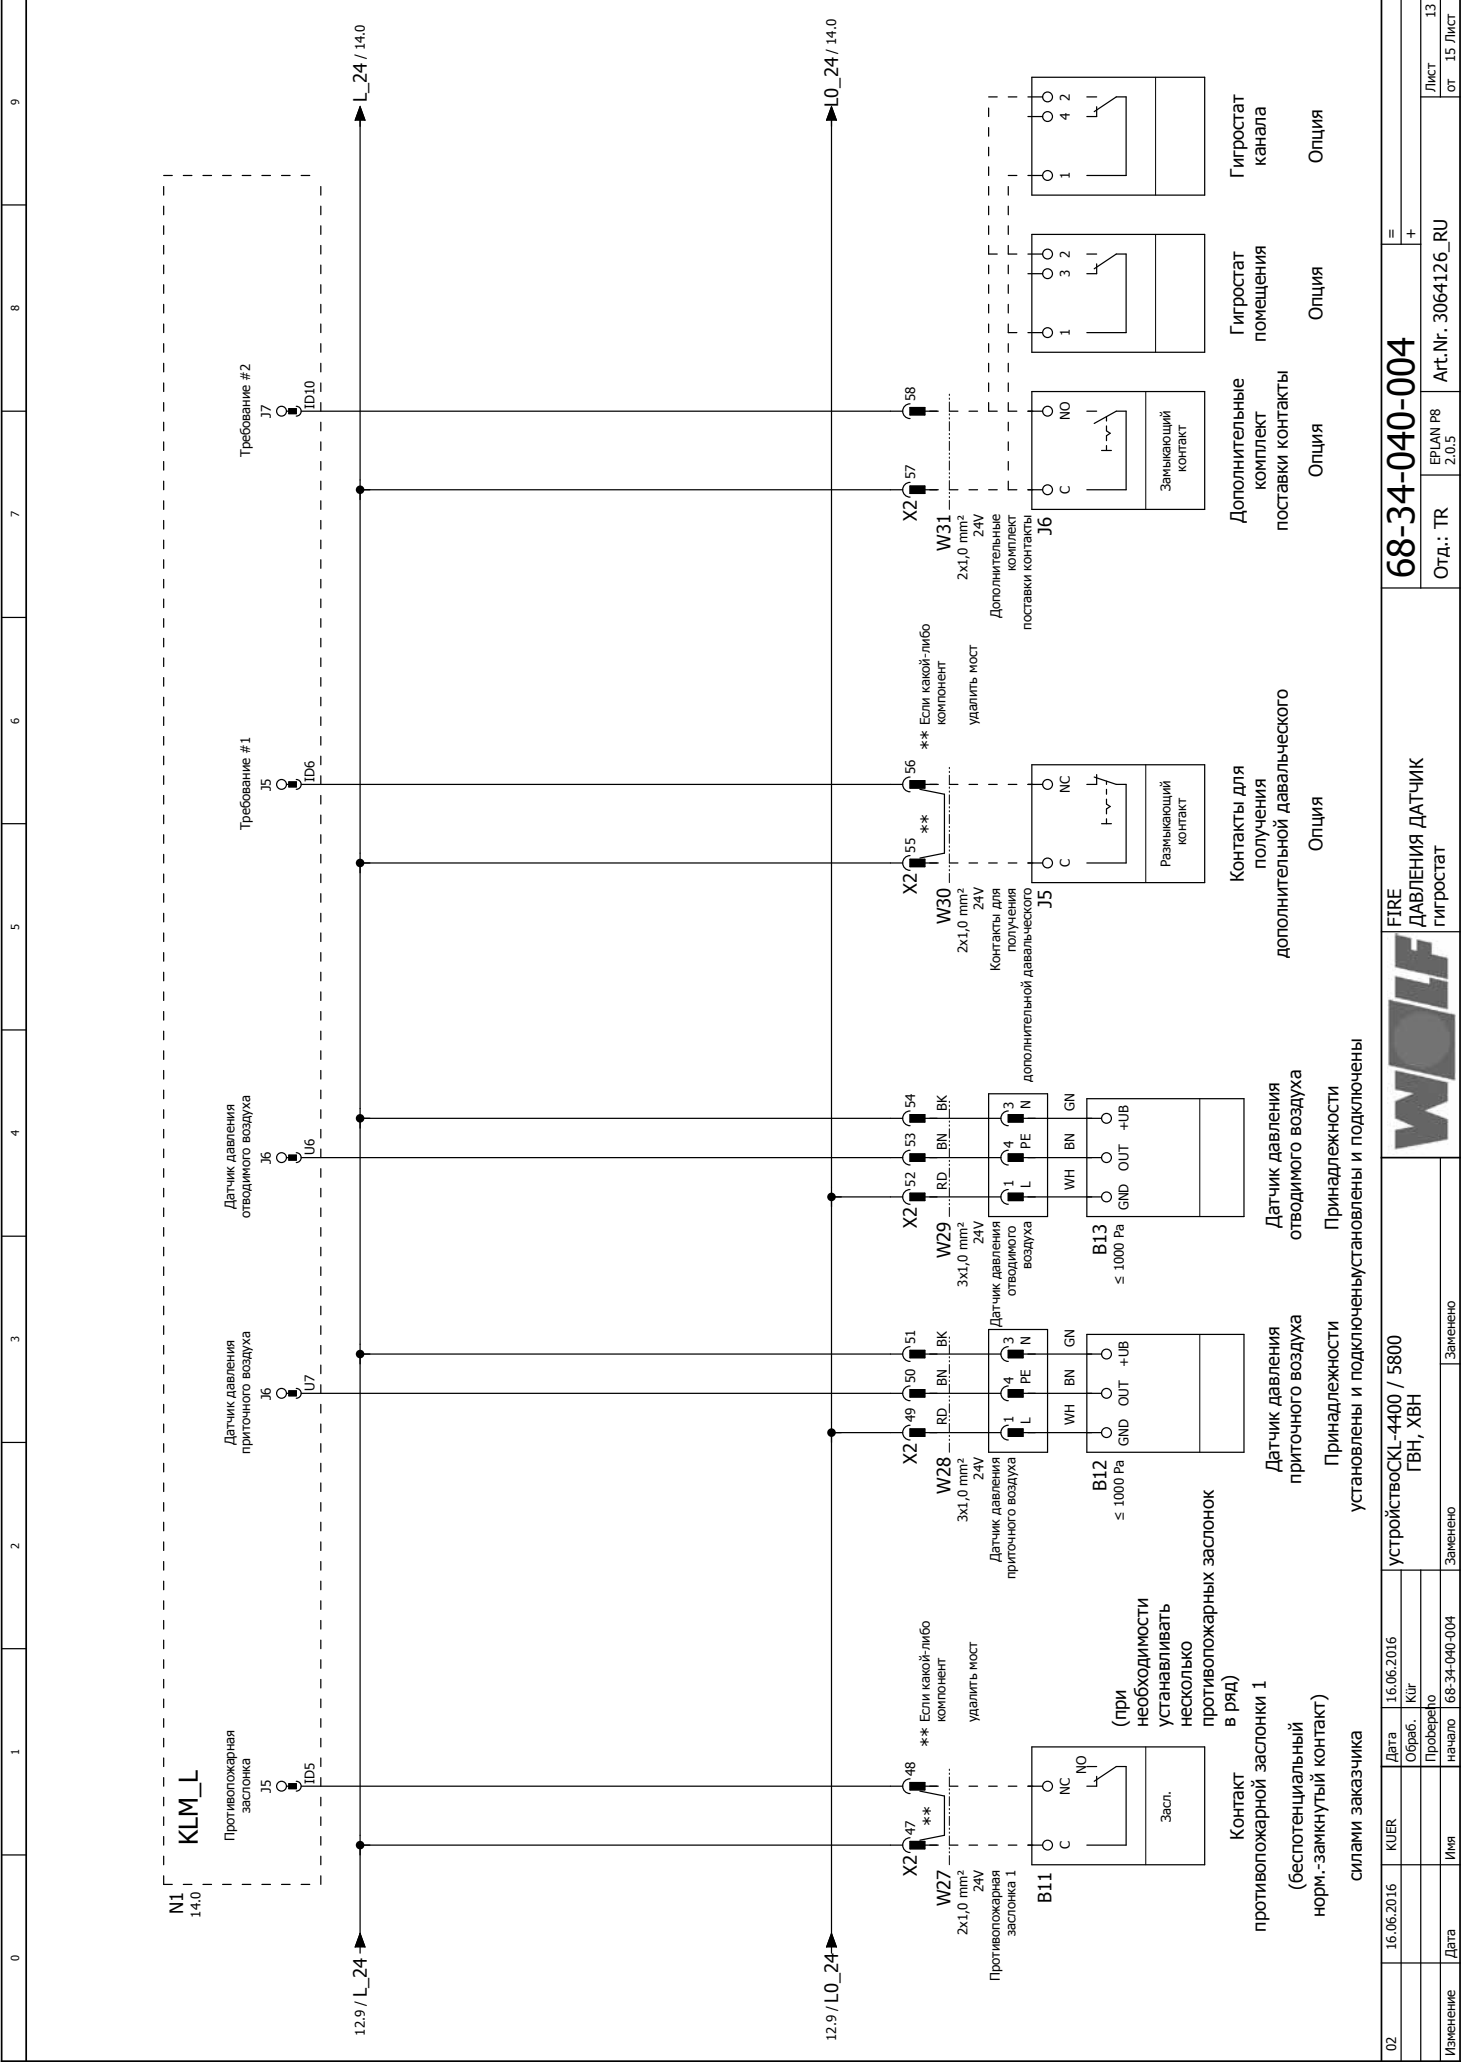 0 1 2 3 4 5 6 7 8 9
N1
14.0
KLM_L
Противопожарная
заслонка
J5
ID5
Датчик давления
приточного воздуха
J6
U7
Датчик давления
отводимого воздуха
J6
U6
Требование #1
J5
ID6
Требование #2
J7
ID10
12.9 / L_24
L_24 / 14.0
12.9 / L0_24
L0_24 / 14.0
X2 47 48
**
** Если какой-либо
компонент
удалить мост
W27
2x1,0 mm²
24V
Противопожарная
заслонка 1
B11
C NC NO
Засл.
Контакт
противопожарной заслонки 1
(беспотенциальный
норм.-замкнутый контакт)
силами заказчика
(при
необходимости
устанавливать
несколько
противопожарных заслонок
в ряд)
X2 49 50 51
RD BN BK
W28
3x1,0 mm²
24V
Датчик давления
приточного воздуха
1 4 3
L PE N
WH BN GN
B12
≤ 1000 Pa
GND OUT +UB
Датчик давления
приточного воздуха
Принадлежности
установлены и подключены
X2 52 53 54
RD BN BK
W29
3x1,0 mm²
24V
Датчик давления
отводимого
воздуха
1 4 3
L PE N
WH BN GN
B13
≤ 1000 Pa
GND OUT +UB
Датчик давления
отводимого воздуха
Принадлежности
установлены и подключены
X2 55 56
**
** Если какой-либо
компонент
удалить мост
W30
2x1,0 mm²
24V
Контакты для
получения
дополнительной давальческого
J5
C NC
Размыкающий
контакт
Контакты для
получения
дополнительной давальческого
Опция
X2 57 58
W31
2x1,0 mm²
24V
Дополнительные
комплект
поставки контакты
J6
C NO
Замыкающий
контакт
Дополнительные
комплект
поставки контакты
Опция
1 3 2
Гигростат
помещения
Опция
1 4 2
Гигростат
канала
Опция
02 16.06.2016 KUER
Изменение Дата Имя
Дата 16.06.2016
Обраб. Kür
Проберено
начало 68-34-040-004
устройствоCKL-4400 / 5800
ГВН, ХВН
Заменено Заменено
WOLF
FIRE
ДАВЛЕНИЯ ДАТЧИК
гигростат
68-34-040-004
Отд.: TR
EPLAN P8
2.0.5
Art.Nr. 3064126_RU
=
+
Лист 13
от 15 Лист